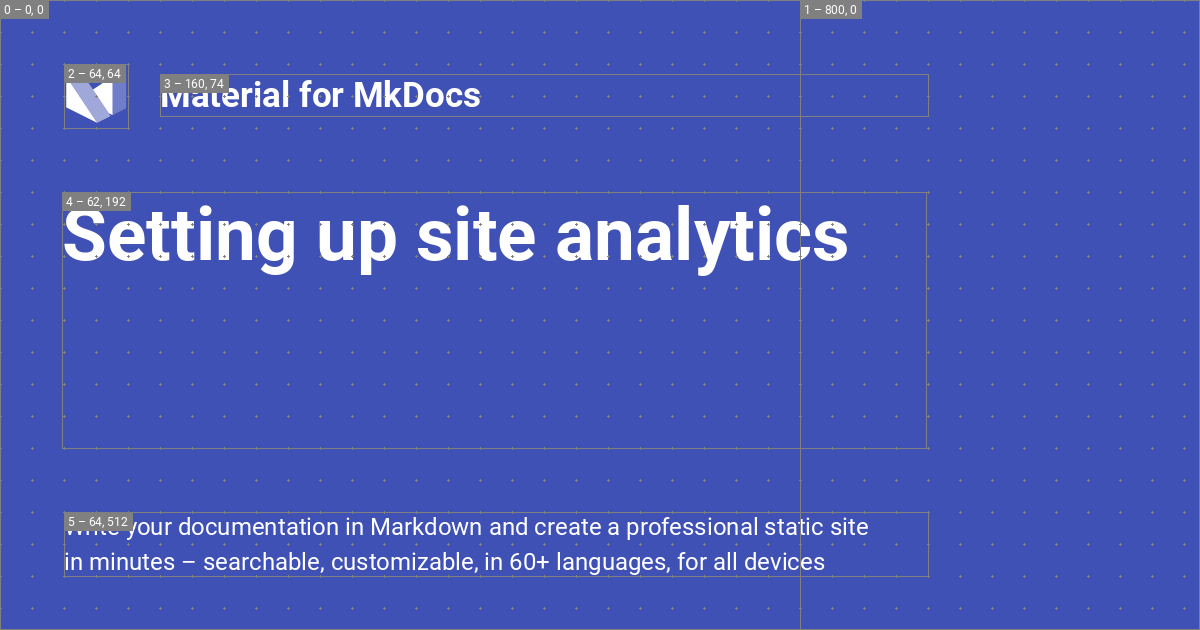 0 – 0, 0
1 – 800, 0
2 – 64, 64
3 – 160, 74
Material for MkDocs
4 – 62, 192
Setting up site analytics
5 – 64, 512
Write your documentation in Markdown and create a professional static site
in minutes – searchable, customizable, in 60+ languages, for all devices